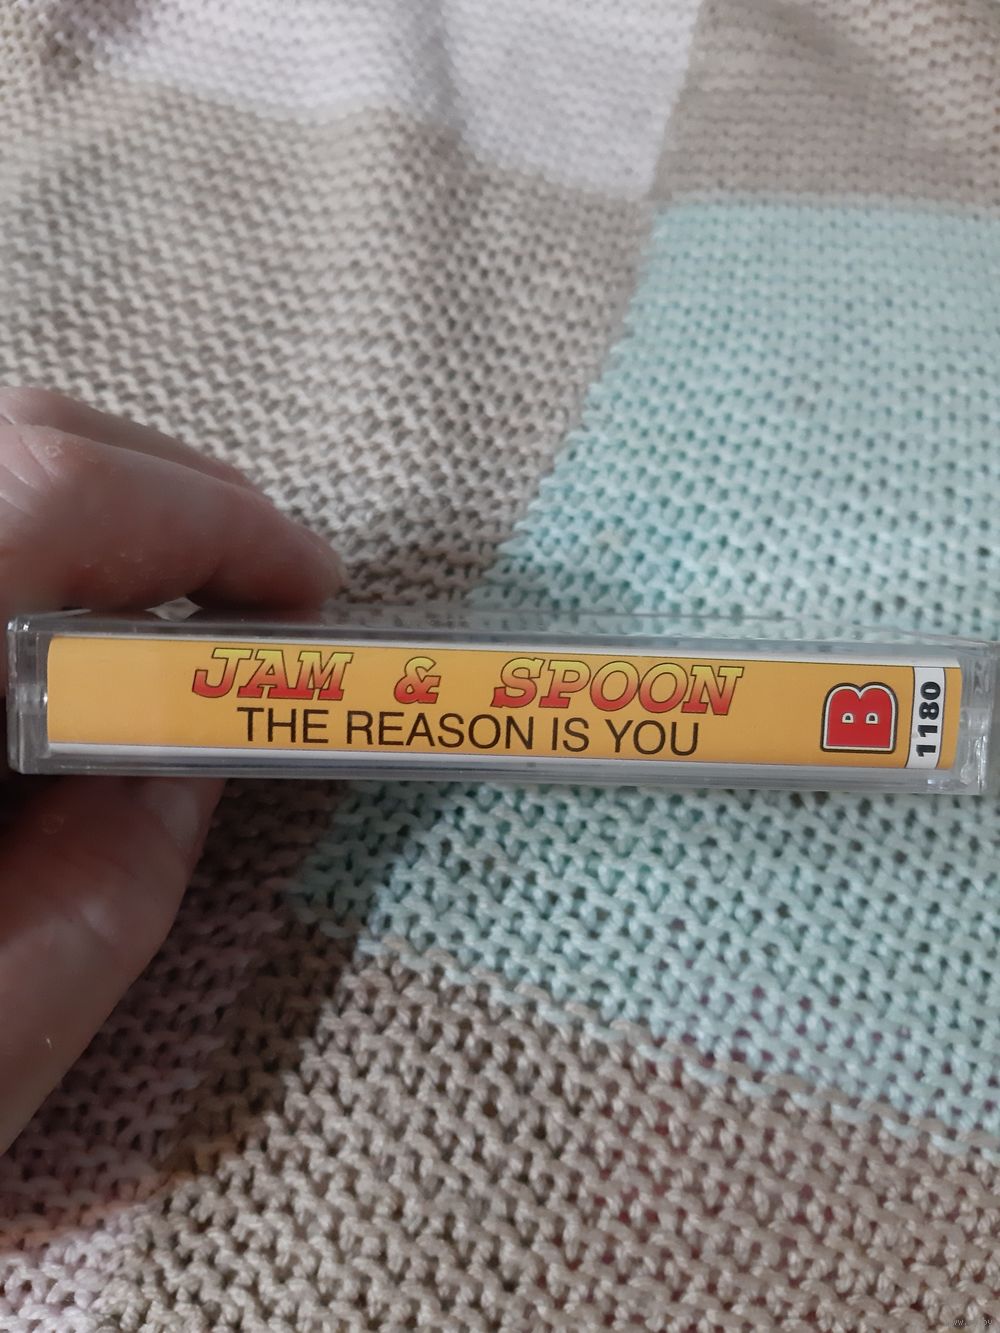 JAM & SPOON
THE REASON IS YOU
B
1180